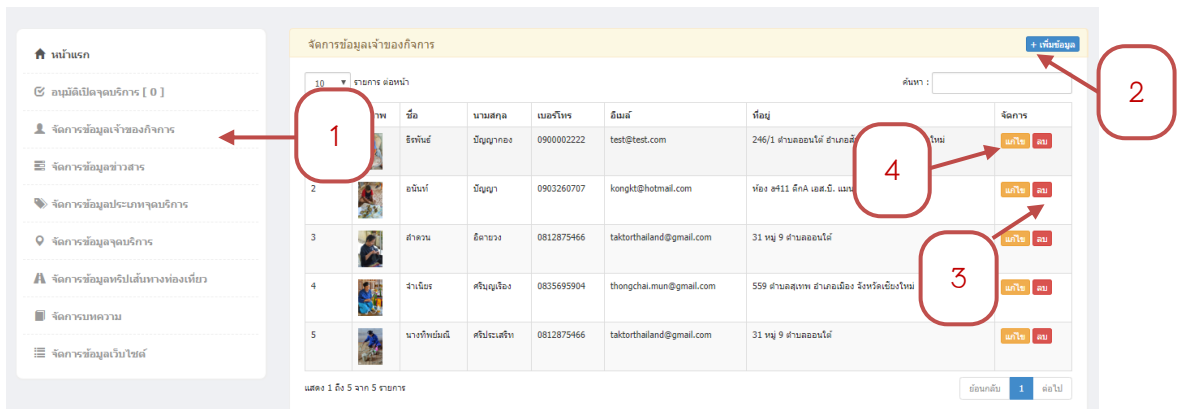 หน้าแรก
อนุมัติเปิดจุดบริการ [ 0 ]
จัดการข้อมูลเจ้าของกิจการ
จัดการข้อมูลข่าวสาร
จัดการข้อมูลประเภทจุดบริการ
จัดการข้อมูลจุดบริการ
จัดการข้อมูลทริปเส้นทางท่องเที่ยว
จัดการบทความ
จัดการข้อมูลเว็บไซต์
1
จัดการข้อมูลเจ้าของกิจการ
+ เพิ่มข้อมูล
2
10 รายการ ต่อหน้า
ค้นหา :
ชื่อ นามสกุล เบอร์โทร อีเมล์ ที่อยู่ จัดการ
ธิรพันธ์ ปัญญากอง 0900002222 test@test.com 246/1 ตำบลออนใต้ แก้ไข ลบ
4
2 อนันท์ ปัญญา 0903260707 kongkt@hotmail.com ห้อง a411 ตึกA เอส.บี. แก้ไข ลบ
3 สำดวน 0812875466 taktorthailand@gmail.com 31 หมู่ 9 ตำบลออนใต้ แก้ไข ลบ
3
4 จำเนียร ศริบุญเรือง 0835695904 thongchai.mun@gmail.com 559 ตำบลสุเทพ อำเภอเมือง จังหวัดเชียงใหม่ แก้ไข ลบ
5 นางทิพย์มณี ศรีประเสริฐ 0812875466 taktorthailand@gmail.com 31 หมู่ 9 ตำบลออนใต้ แก้ไข ลบ
แสดง 1 ถึง 5 จาก 5 รายการ
ย้อนกลับ 1 ต่อไป